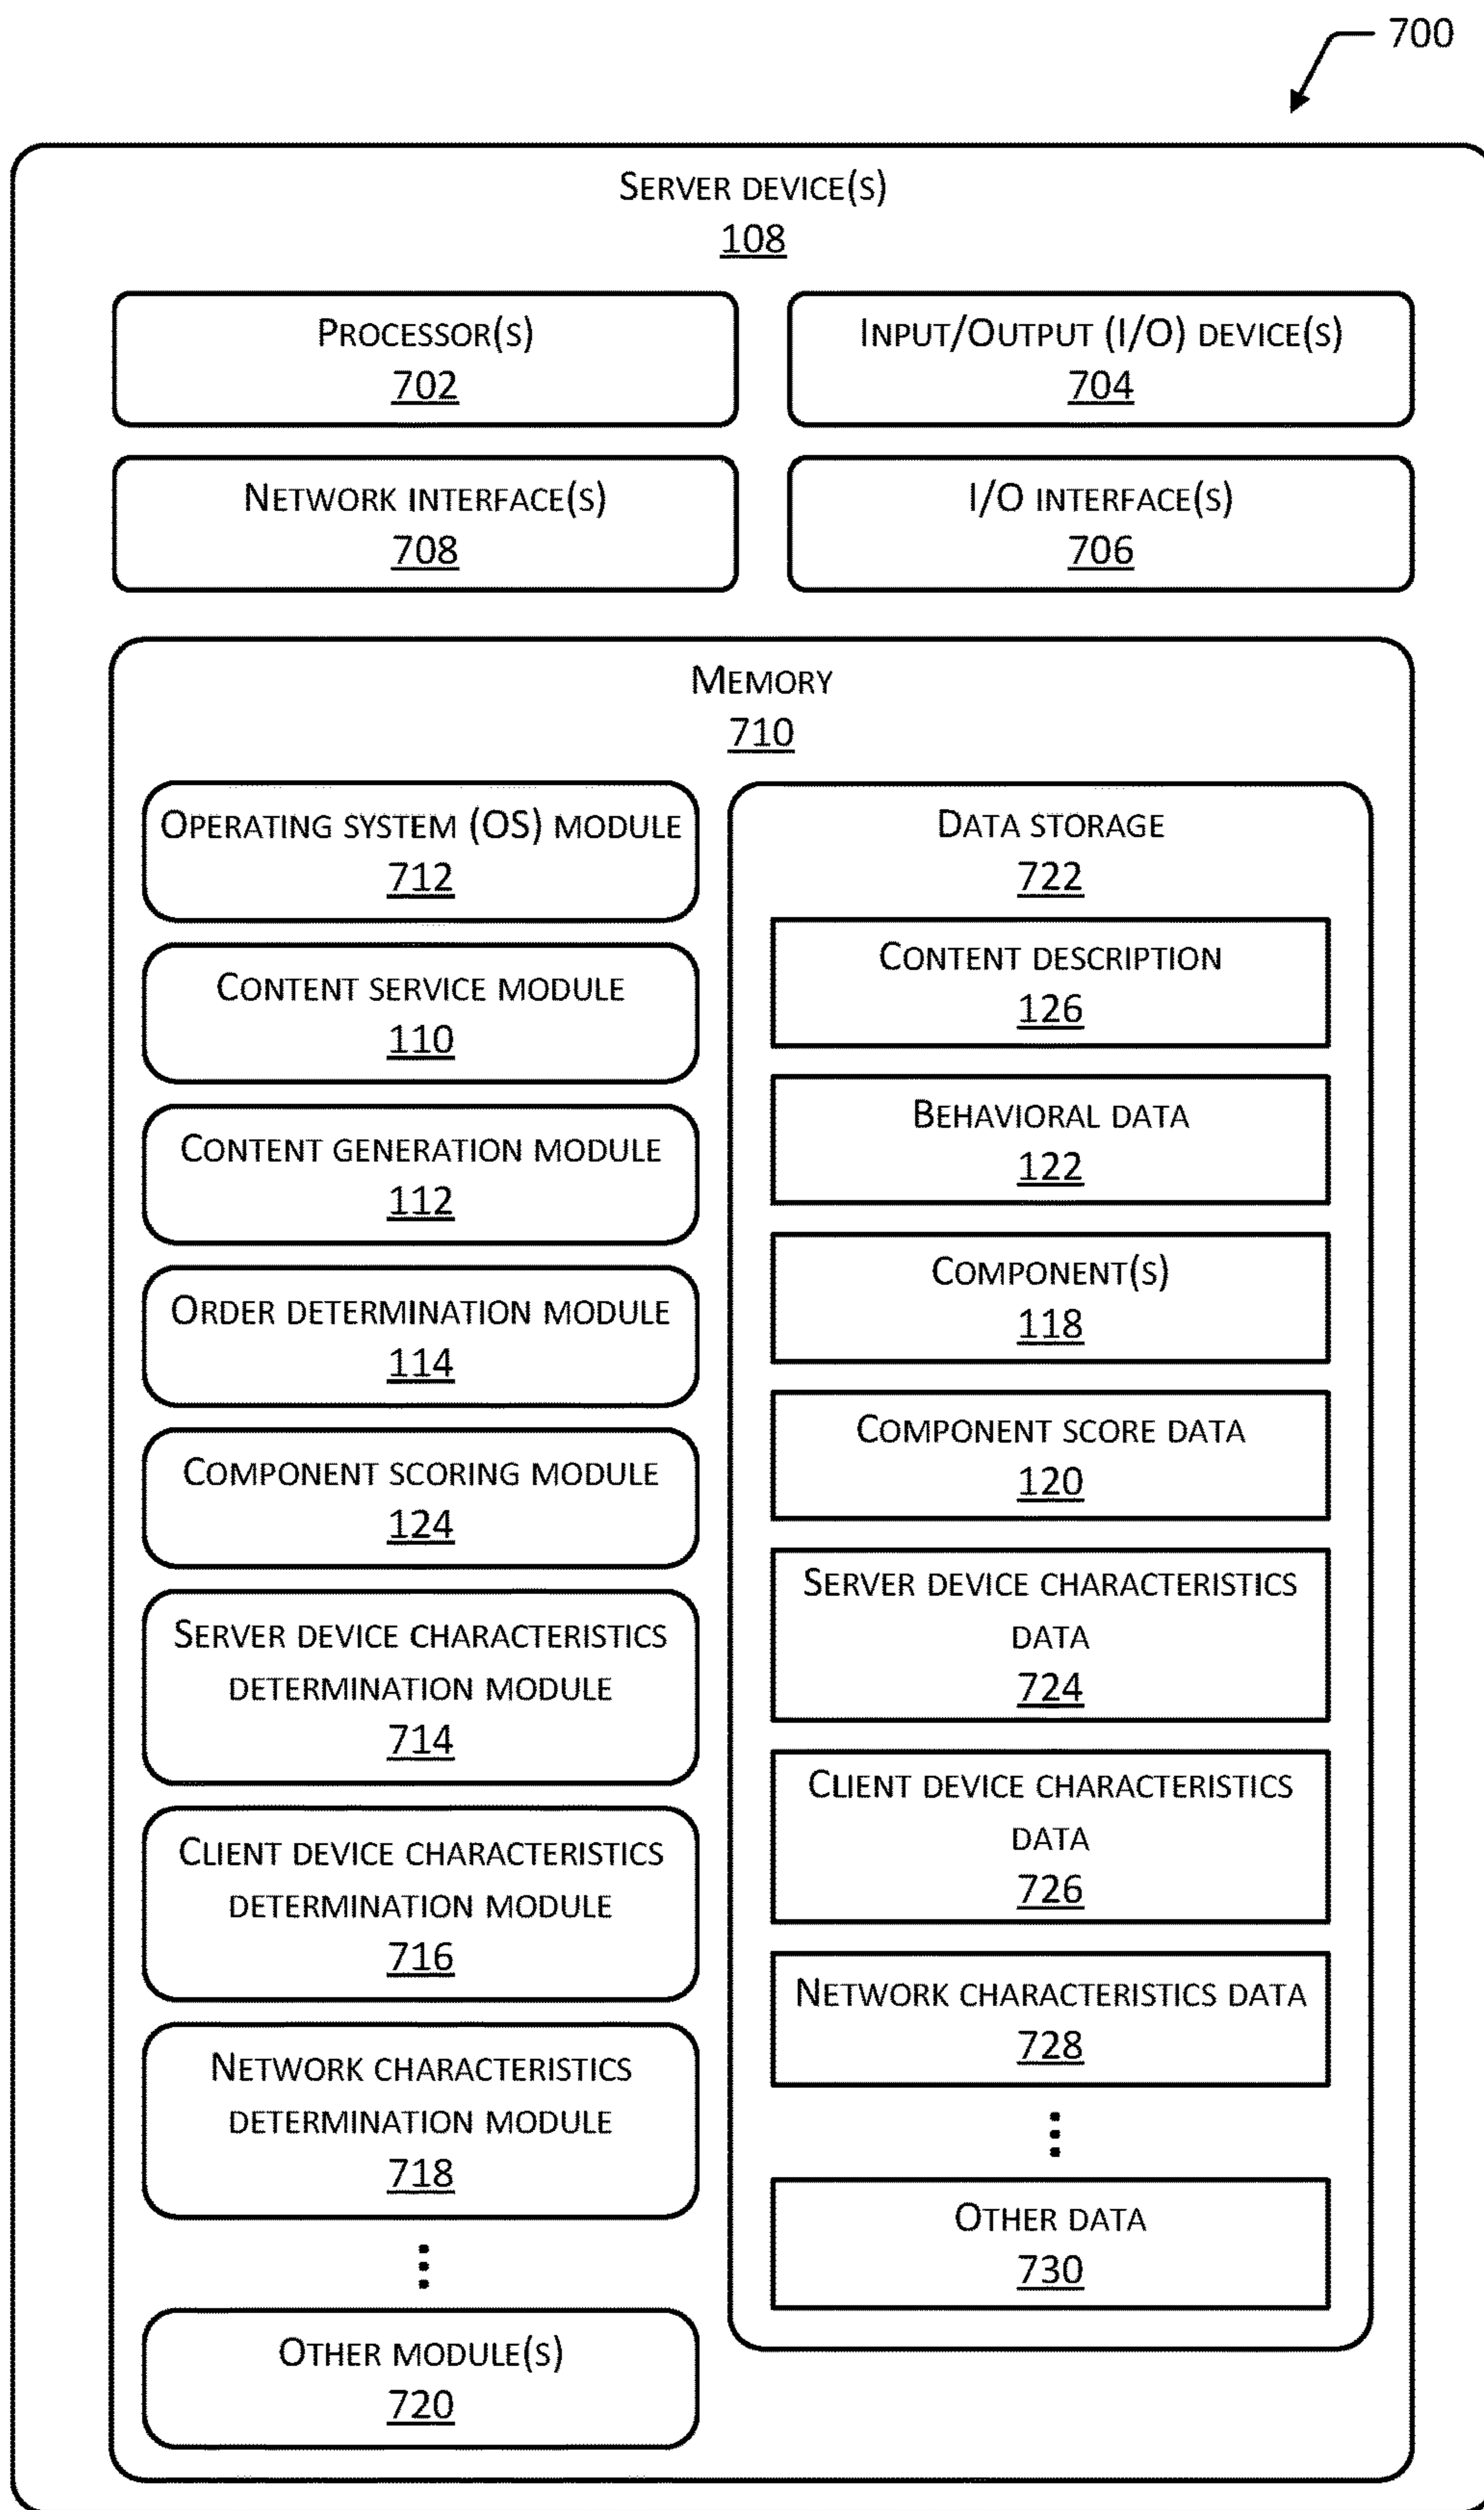 700
SERVER DEVICE(S)
108
PROCESSOR(S)
702
INPUT/OUTPUT (I/O) DEVICE(S)
704
NETWORK INTERFACE(S)
708
I/O INTERFACE(S)
706
MEMORY
710
OPERATING SYSTEM (OS) MODULE
712
CONTENT SERVICE MODULE
110
CONTENT GENERATION MODULE
112
ORDER DETERMINATION MODULE
114
COMPONENT SCORING MODULE
124
SERVER DEVICE CHARACTERISTICS
DETERMINATION MODULE
714
CLIENT DEVICE CHARACTERISTICS
DETERMINATION MODULE
716
NETWORK CHARACTERISTICS
DETERMINATION MODULE
718
OTHER MODULE(S)
720
DATA STORAGE
722
CONTENT DESCRIPTION
126
BEHAVIORAL DATA
122
COMPONENT(S)
118
COMPONENT SCORE DATA
120
SERVER DEVICE CHARACTERISTICS
DATA
724
CLIENT DEVICE CHARACTERISTICS
DATA
726
NETWORK CHARACTERISTICS DATA
728
OTHER DATA
730